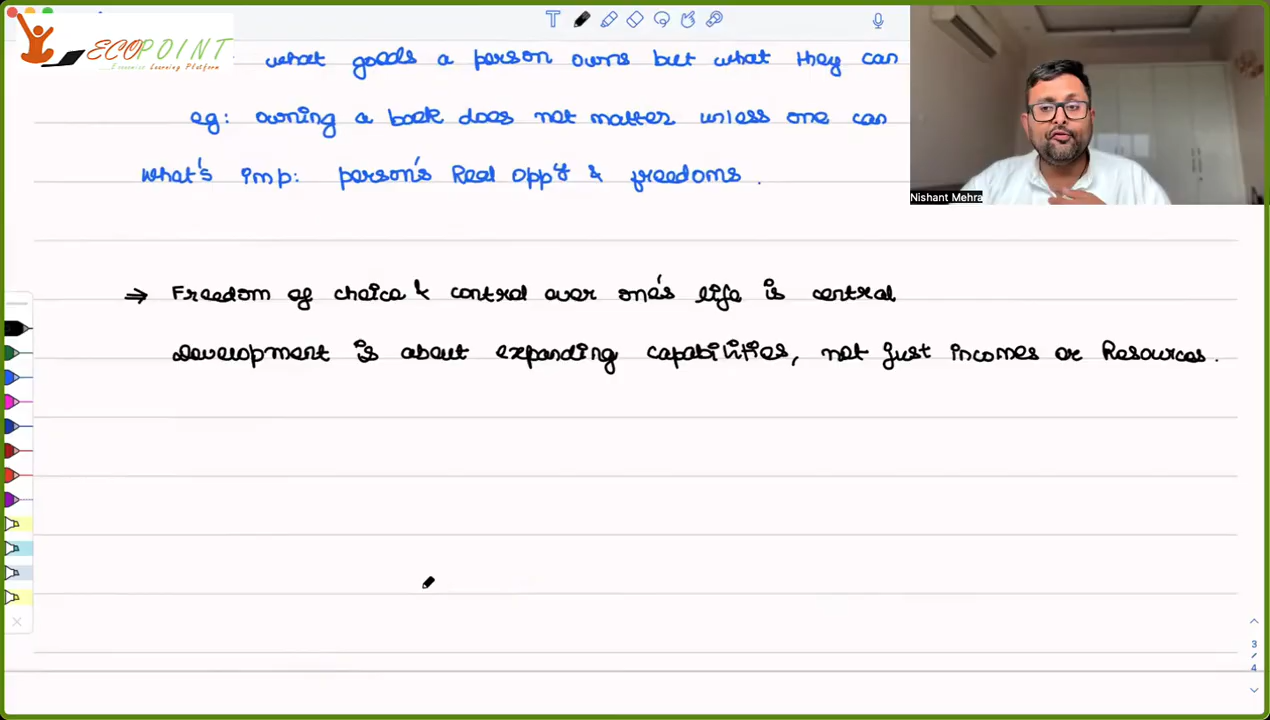 ECOPOINT
Economics Learning Platform
what goods a person owns but what they can
eg: owning a book does not matter unless one can
what's imp: person's Real opp'y & freedoms.
Nishant Mehra
⇒ Freedom of choice & control over one's life is central
Development is about expanding capabilities, not just incomes or Resources.
3
4